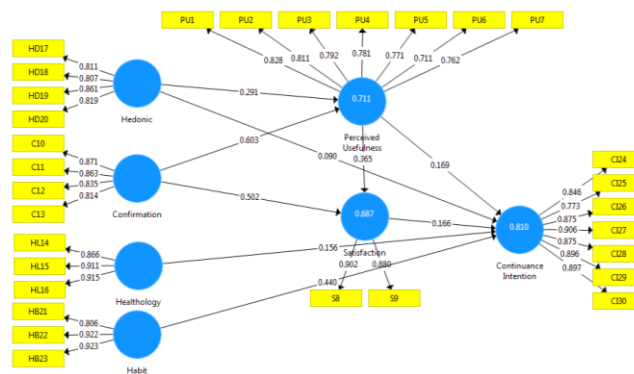 PU1 PU2 PU3 PU4 PU5 PU6 PU7
0.828 0.811 0.792 0.781 0.771 0.711 0.762
HD17
HD18
HD19
HD20
0.811
0.807
0.861
0.819
Hedonic
0.291
0.711
Perceived
Usefulness
0.603
0.090
0.365
0.169
C10
C11
C12
C13
0.871
0.863
0.835
0.814
Confirmation
0.502
0.687
Satisfaction
0.166
0.902 0.880
S8 S9
HL14
HL15
HL16
0.866
0.911
0.915
Healthology
0.156
HB21
HB22
HB23
0.806
0.922
0.923
Habit
0.440
0.810
Continuance
Intention
0.846
0.773
0.875
0.906
0.875
0.896
0.897
CI24
CI25
CI26
CI27
CI28
CI29
CI30